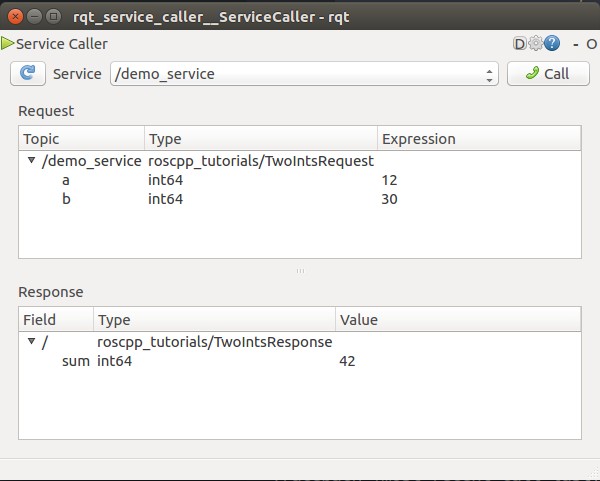 rqt_service_caller__ServiceCaller - rqt
Service Caller D ? - O
Service /demo_service Call
Request
Topic Type Expression
/demo_service roscpp_tutorials/TwoIntsRequest
a int64 12
b int64 30
Response
Field Type Value
/ roscpp_tutorials/TwoIntsResponse
sum int64 42